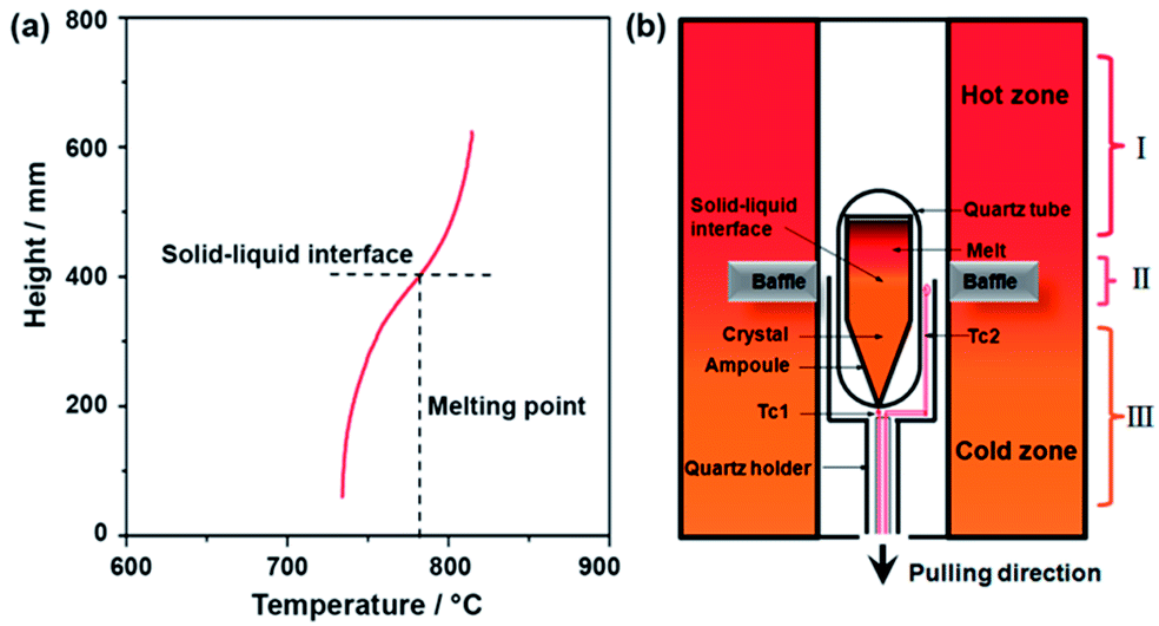 (a)
800
600
400
200
0
600
700
800
900
Height / mm
Temperature / °C
Solid-liquid interface
Melting point
(b)
Hot zone
I
Solid-liquid
interface
Quartz tube
Melt
Baffle
Baffle
II
Crystal
Tc2
Ampoule
Tc1
III
Cold zone
Quartz holder
Pulling direction